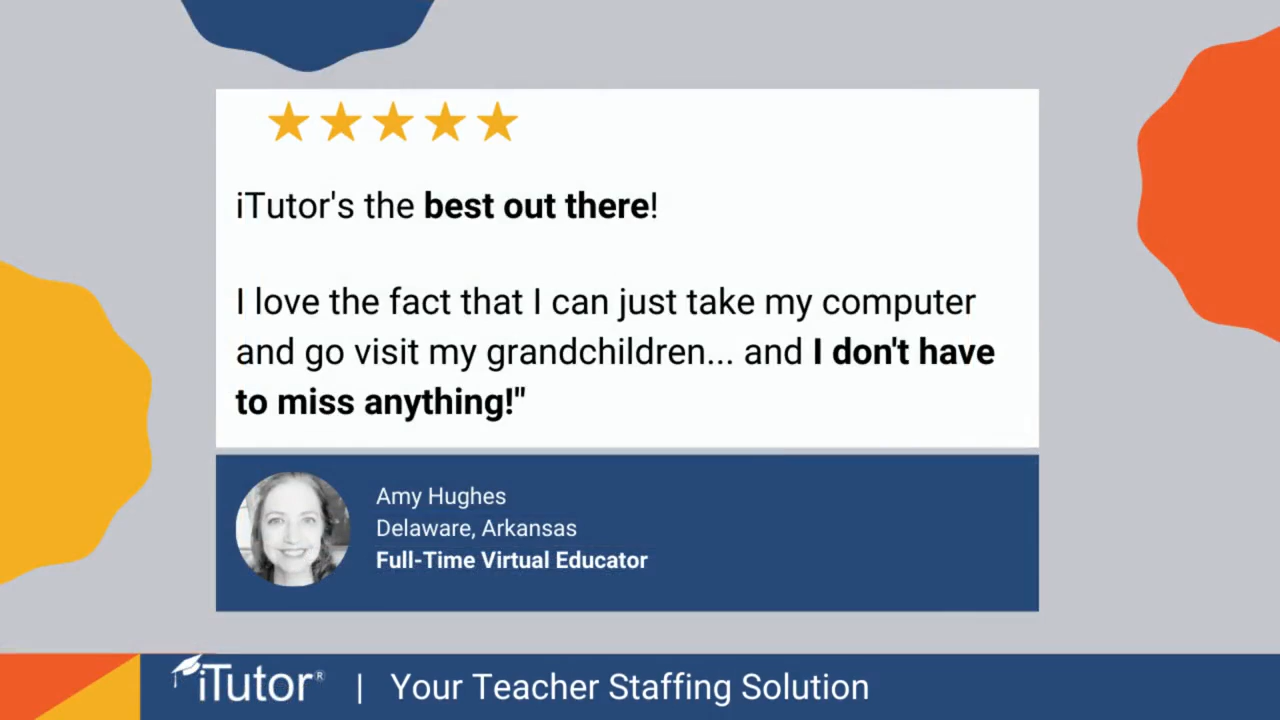 iTutor's the best out there!
I love the fact that I can just take my computer
and go visit my grandchildren... and I don't have
to miss anything!"
Amy Hughes
Delaware, Arkansas
Full-Time Virtual Educator
iTutor® | Your Teacher Staffing Solution